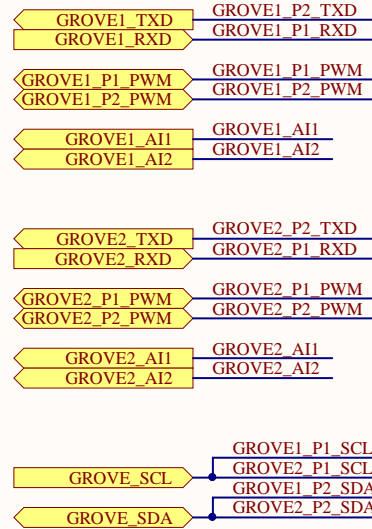 GROVE1_TXD GROVE1_P2_TXD
GROVE1_RXD GROVE1_P1_RXD
GROVE1_P1_PWM GROVE1_P1_PWM
GROVE1_P2_PWM GROVE1_P2_PWM
GROVE1_AI1 GROVE1_AI1
GROVE1_AI2 GROVE1_AI2
GROVE2_TXD GROVE2_P2_TXD
GROVE2_RXD GROVE2_P1_RXD
GROVE2_P1_PWM GROVE2_P1_PWM
GROVE2_P2_PWM GROVE2_P2_PWM
GROVE2_AI1 GROVE2_AI1
GROVE2_AI2 GROVE2_AI2
GROVE1_P1_SCL
GROVE_SCL GROVE2_P1_SCL
GROVE1_P2_SDA
GROVE_SDA GROVE2_P2_SDA